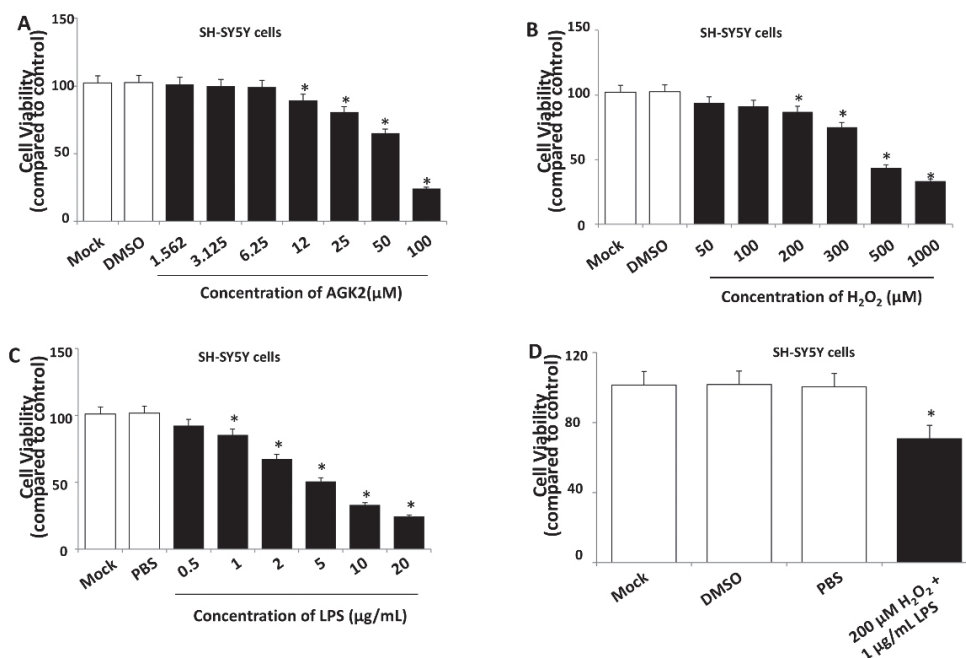 A
SH-SY5Y cells
Cell Viability
(compared to control)
150
100
50
0
Mock
DMSO
1.562
3.125
6.25
12
25
50
100
* * * *
Concentration of AGK2(µM)
B
SH-SY5Y cells
Cell Viability
(compared to control)
150
100
50
0
Mock
DMSO
50
100
200
300
500
1000
* * * *
Concentration of H₂O₂ (µM)
C
SH-SY5Y cells
Cell Viability
(compared to control)
150
100
50
0
Mock
PBS
0.5
1
2
5
10
20
* * * * *
Concentration of LPS (µg/mL)
D
SH-SY5Y cells
Cell Viability
(compared to control)
120
80
40
0
Mock
DMSO
PBS
200 µM H₂O₂ +
1 µg/mL LPS
*